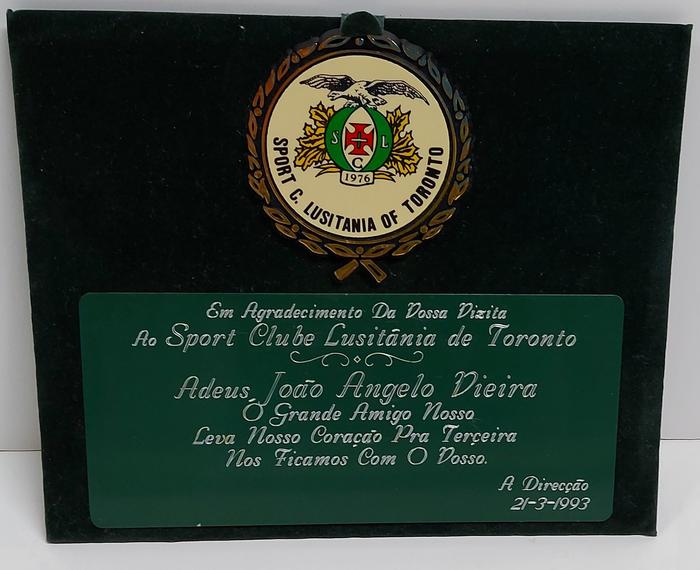 S L
C
1976
SPORT C. LUSITANIA OF TORONTO
Em Agradecimento Da Vossa Vizita
Ao Sport Clube Lusitânia de Toronto
Adeus João Angelo Vieira
O Grande Amigo Nosso
Leva Nosso Coração Pra Terçeira
Nos Ficamos Com O Vosso.
A Direcção
21-3-1993